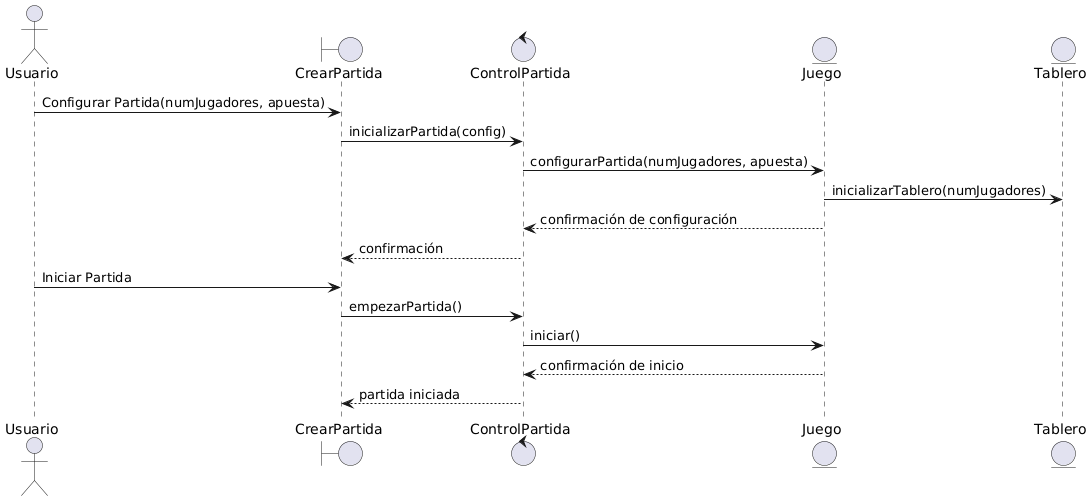 Usuario
CrearPartida
ControlPartida
Juego
Tablero
Configurar Partida(numJugadores, apuesta)
inicializarPartida(config)
configurarPartida(numJugadores, apuesta)
inicializarTablero(numJugadores)
confirmación de configuración
confirmación
Iniciar Partida
empezarPartida()
iniciar()
confirmación de inicio
partida iniciada
Usuario
CrearPartida
ControlPartida
Juego
Tablero